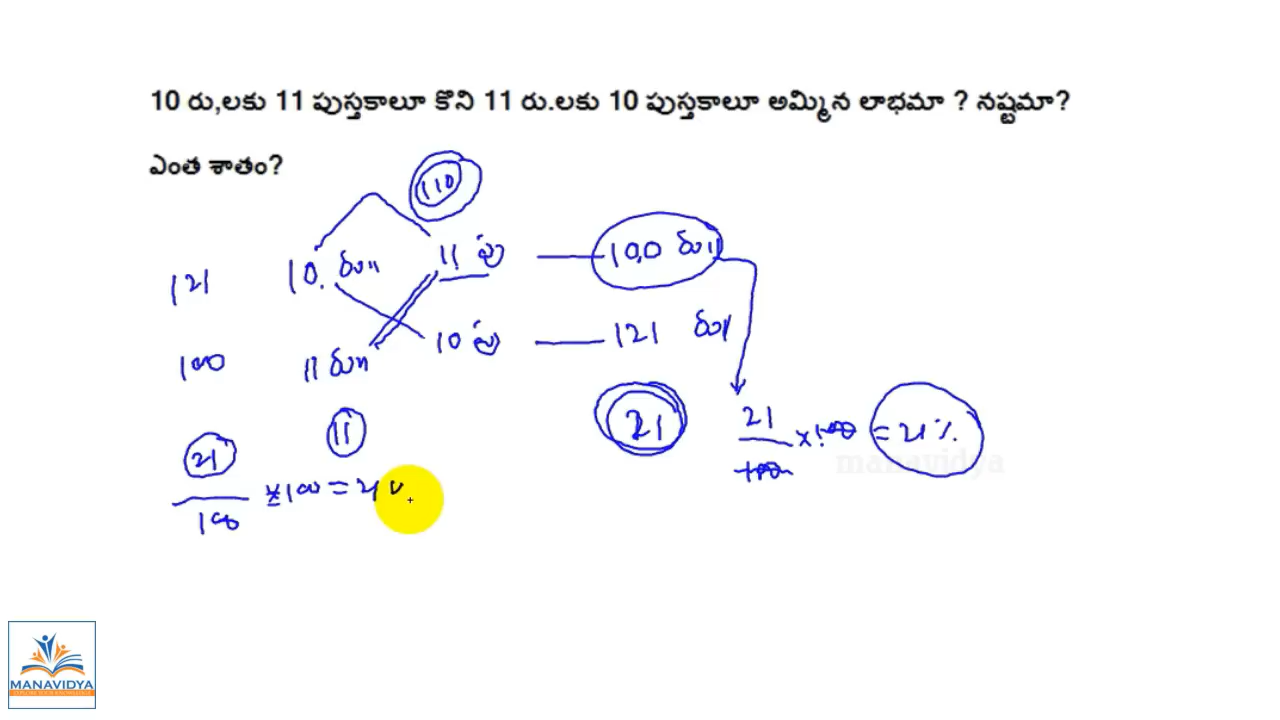 10 రు,లకు 11 పుస్తకాలూ కొని 11 రు.లకు 10 పుస్తకాలూ అమ్మిన లాభమా ? నష్టమా?
ఎంత శాతం?
110
121 10. రు॥ 11 పు — 100 రు॥
100 11 రు॥ 10 పు — 121 రు॥
21 11 21 21/100 ×100 = 21%
21/100 ×100 = 21
manavidya
MANAVIDYA